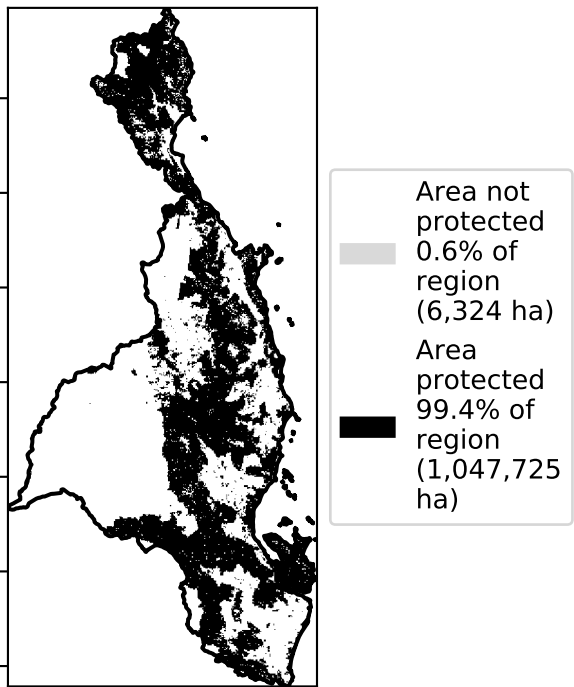 Area not
protected
0.6% of
region
(6,324 ha)
Area
protected
99.4% of
region
(1,047,725
ha)